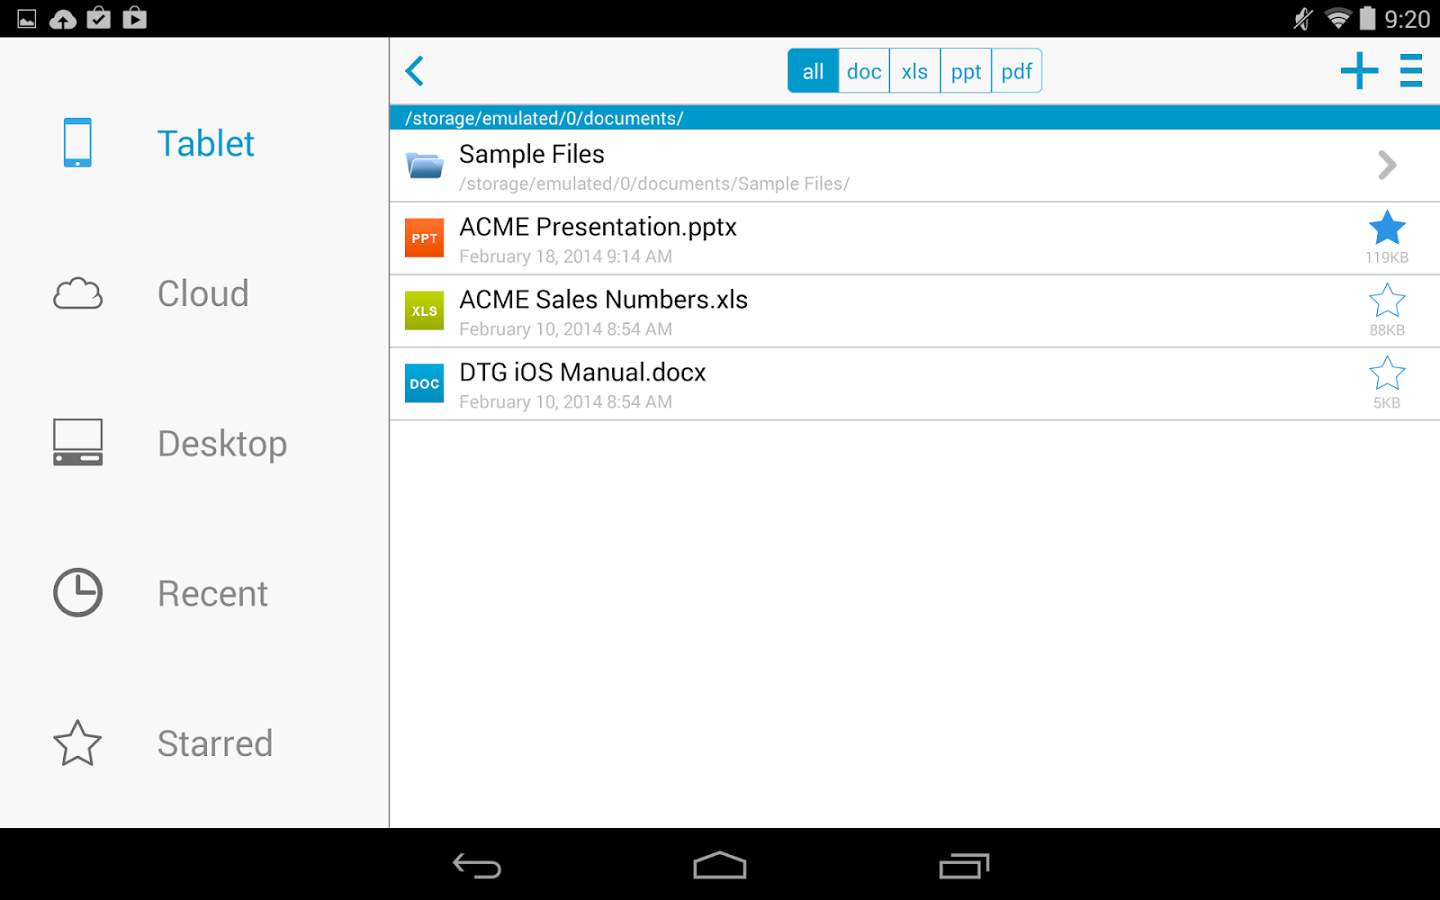 9:20
Tablet
Cloud
Desktop
Recent
Starred
all doc xls ppt pdf
/storage/emulated/0/documents/
Sample Files
/storage/emulated/0/documents/Sample Files/
PPT
ACME Presentation.pptx
February 18, 2014 9:14 AM
119KB
XLS
ACME Sales Numbers.xls
February 10, 2014 8:54 AM
88KB
DOC
DTG iOS Manual.docx
February 10, 2014 8:54 AM
5KB